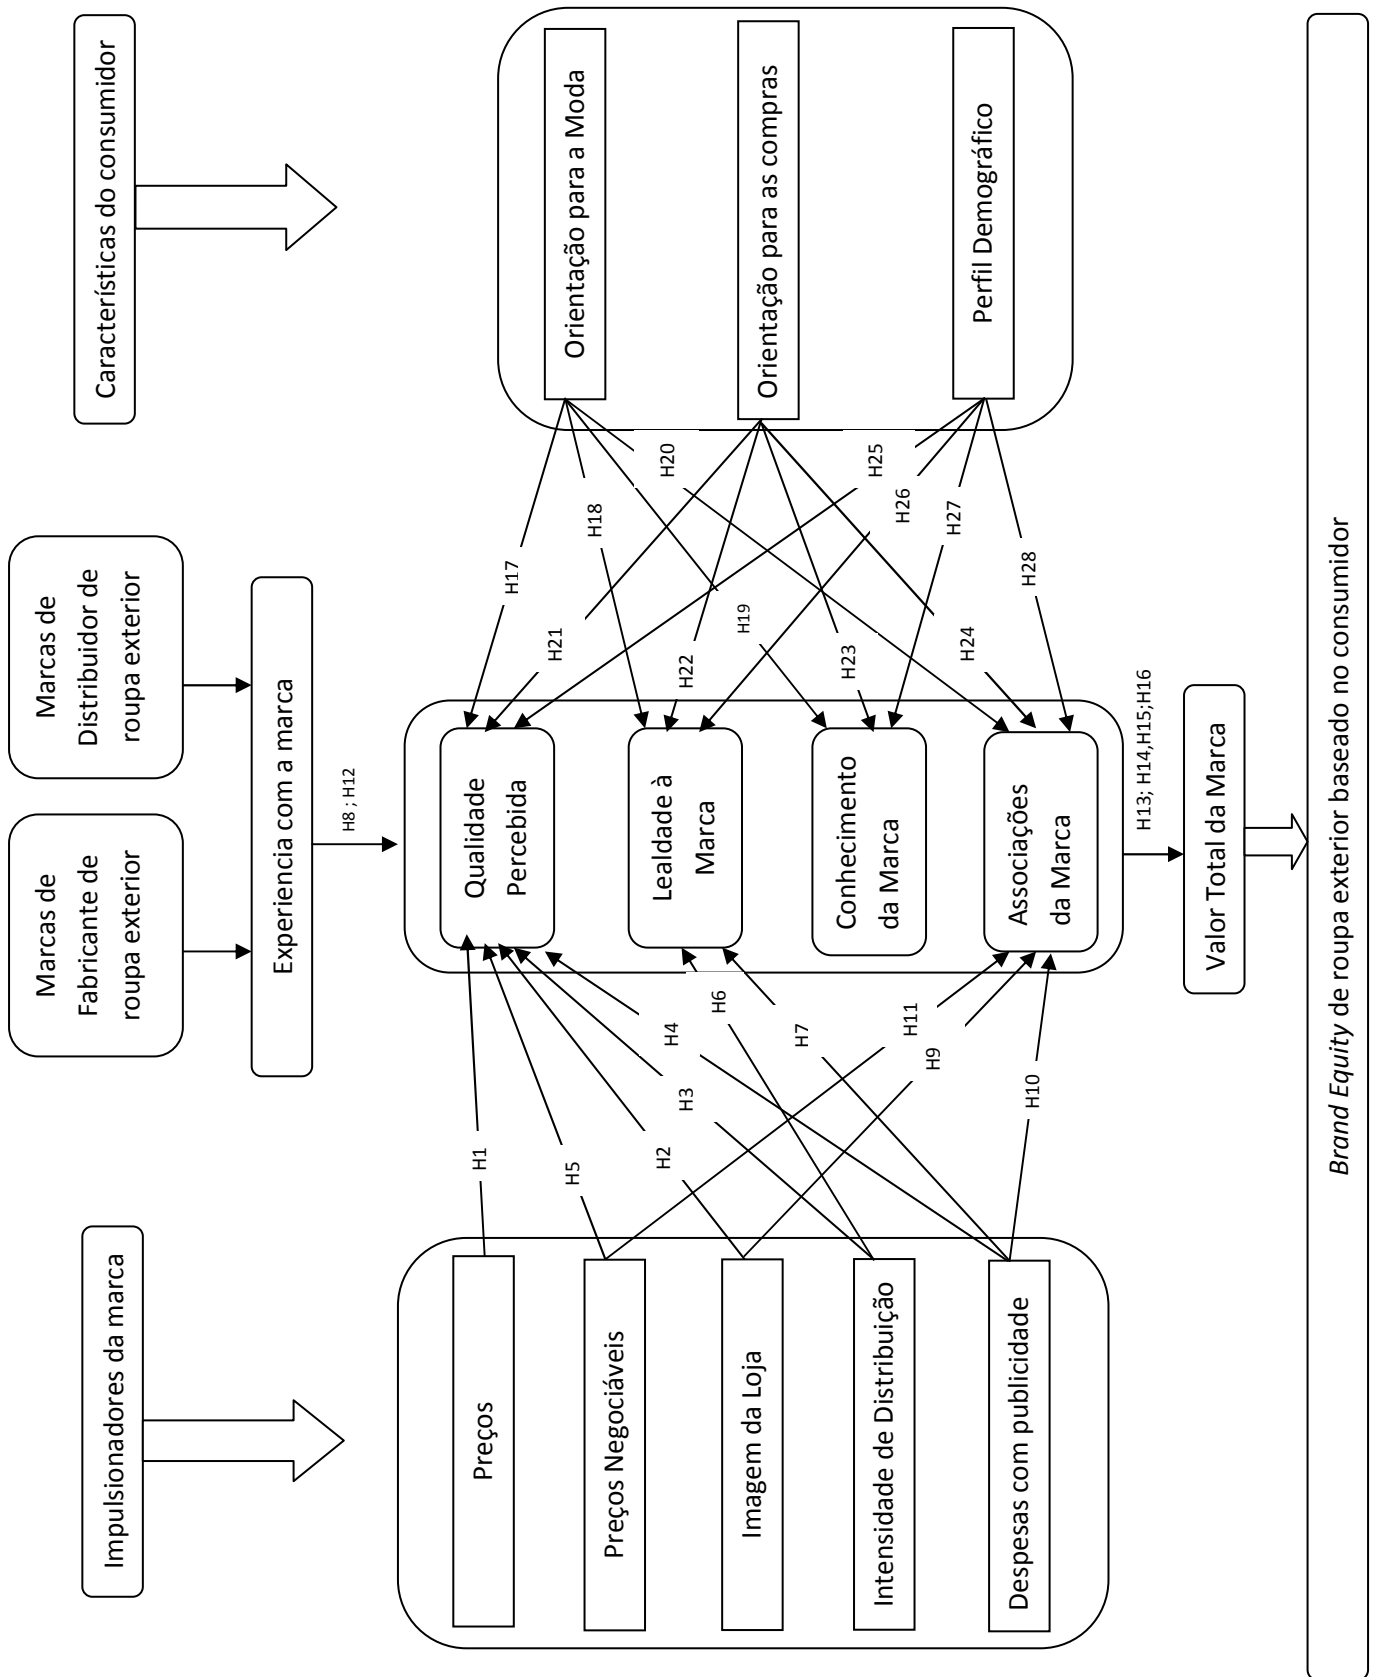 Impulsionadores da marca
Marcas de
Fabricante de
roupa exterior
Marcas de
Distribuidor de
roupa exterior
Características do consumidor
Experiencia com a marca
H8 ; H12
Preços
Preços Negociáveis
Imagem da Loja
Intensidade de Distribuição
Despesas com publicidade
H1
H5
H2
H3
H4
H6
H7
H11
H9
H10
Qualidade
Percebida
Lealdade à
Marca
Conhecimento
da Marca
Associações
da Marca
H17
H21
H18
H22
H19
H23
H24
H20
H25
H26
H27
H28
Orientação para a Moda
Orientação para as compras
Perfil Demográfico
H13; H14,H15;H16
Valor Total da Marca
Brand Equity de roupa exterior baseado no consumidor